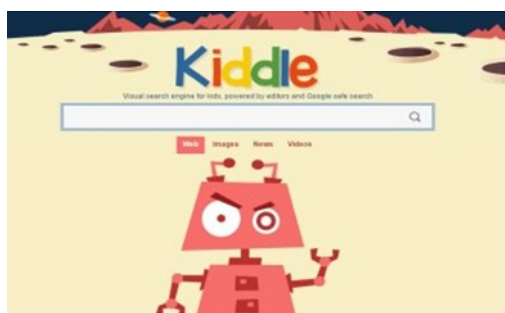 Kiddle
Visual search engine for kids, powered by editors and Google safe search
Web Images News Videos